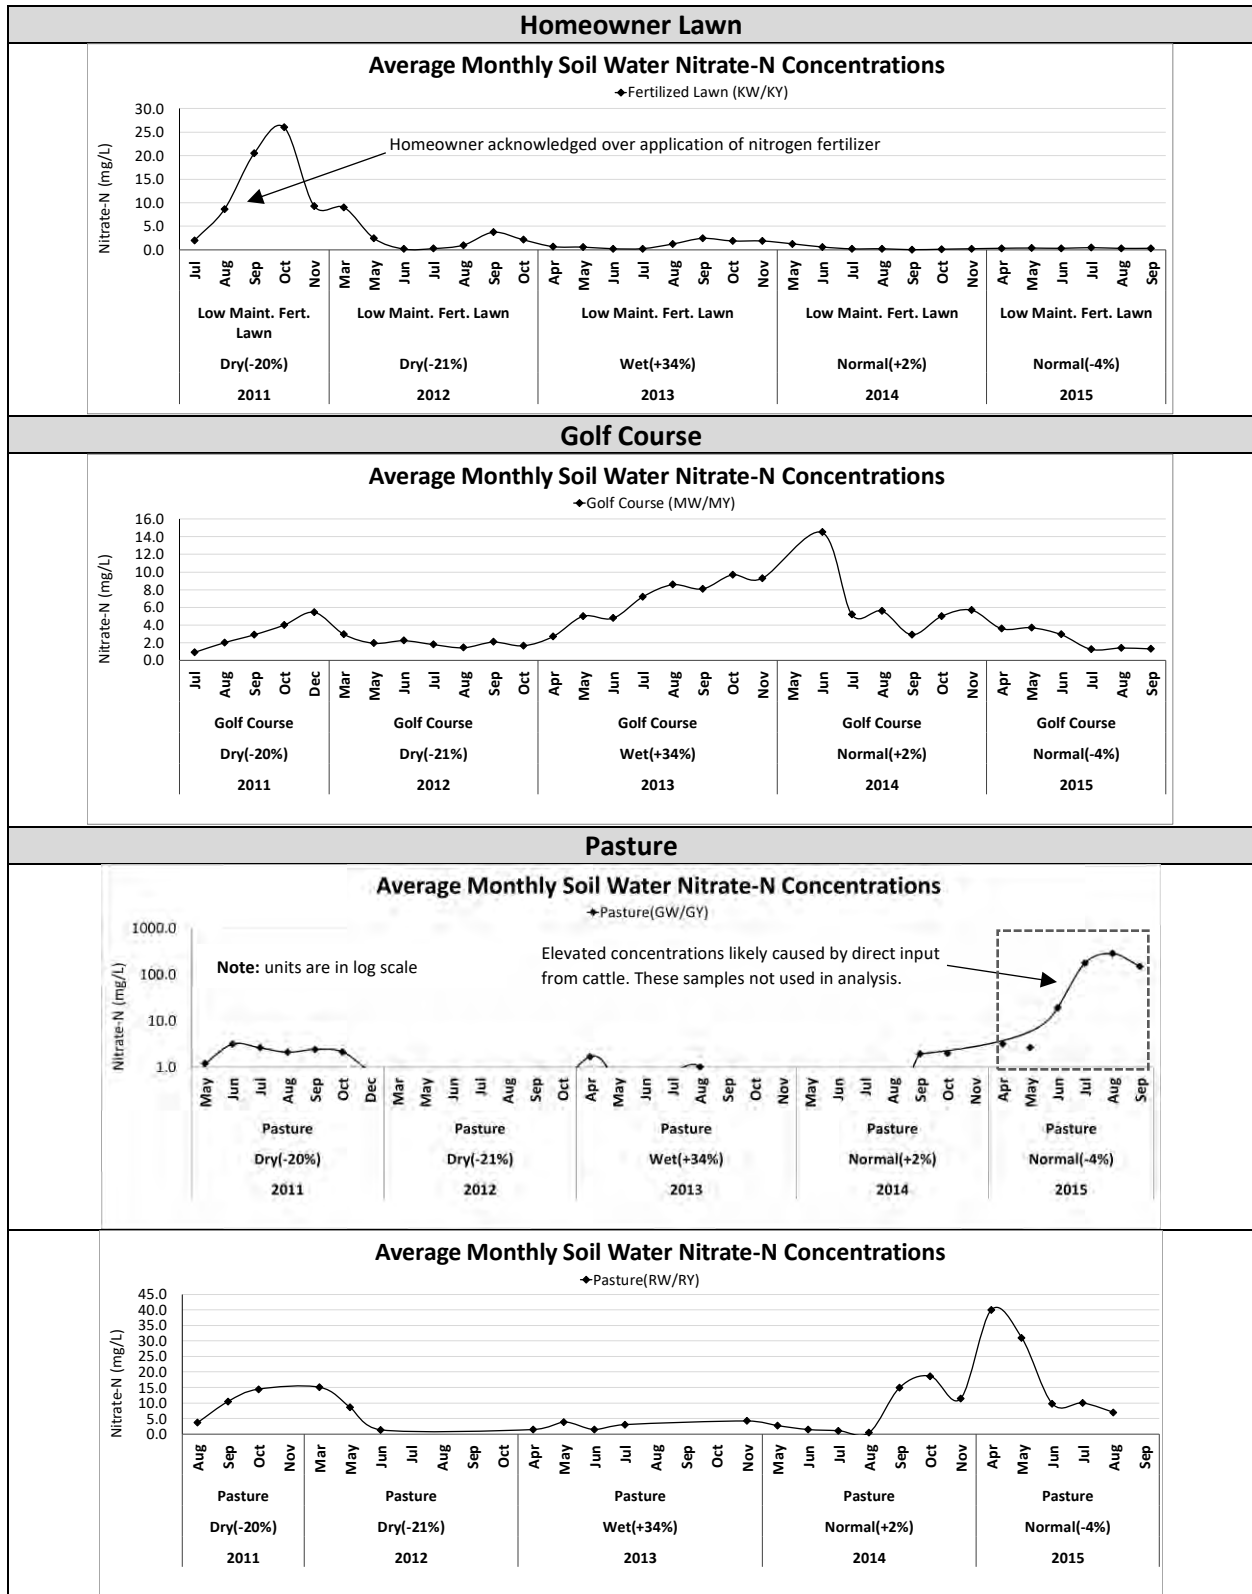 Homeowner Lawn
Average Monthly Soil Water Nitrate-N Concentrations
Fertilized Lawn (KW/KY)
Nitrate-N (mg/L)
30.0
25.0
20.0
15.0
10.0
5.0
0.0
Homeowner acknowledged over application of nitrogen fertilizer
Jul Aug Sep Oct Nov Mar May Jun Jul Aug Sep Oct Apr May Jun Jul Aug Sep Oct Nov May Jun Jul Aug Sep Oct Nov Apr May Jun Jul Aug Sep
Low Maint. Fert. Low Maint. Fert. Lawn Low Maint. Fert. Lawn Low Maint. Fert. Lawn Low Maint. Fert. Lawn
Lawn
Dry(-20%) Dry(-21%) Wet(+34%) Normal(+2%) Normal(-4%)
2011 2012 2013 2014 2015
Golf Course
Average Monthly Soil Water Nitrate-N Concentrations
Golf Course (MW/MY)
Nitrate-N (mg/L)
16.0
14.0
12.0
10.0
8.0
6.0
4.0
2.0
0.0
Jul Aug Sep Oct Dec Mar May Jun Jul Aug Sep Oct Apr May Jun Jul Aug Sep Oct Nov May Jun Jul Aug Sep Oct Nov Apr May Jun Jul Aug Sep
Golf Course Golf Course Golf Course Golf Course Golf Course
Dry(-20%) Dry(-21%) Wet(+34%) Normal(+2%) Normal(-4%)
2011 2012 2013 2014 2015
Pasture
Average Monthly Soil Water Nitrate-N Concentrations
Pasture(GW/GY)
Nitrate-N (mg/L)
1000.0
100.0
10.0
1.0
Note: units are in log scale
Elevated concentrations likely caused by direct input
from cattle. These samples not used in analysis.
May Jun Jul Aug Sep Oct Dec Mar May Jun Jul Aug Sep Oct Apr May Jun Jul Aug Sep Oct Nov May Jun Jul Aug Sep Oct Nov Apr May Jun Jul Aug Sep
Pasture Pasture Pasture Pasture Pasture
Dry(-20%) Dry(-21%) Wet(+34%) Normal(+2%) Normal(-4%)
2011 2012 2013 2014 2015
Average Monthly Soil Water Nitrate-N Concentrations
Pasture(RW/RY)
Nitrate-N (mg/L)
45.0
40.0
35.0
30.0
25.0
20.0
15.0
10.0
5.0
0.0
Aug Sep Oct Nov Mar May Jun Jul Aug Sep Oct Apr May Jun Jul Aug Sep Oct Nov May Jun Jul Aug Sep Oct Nov Apr May Jun Jul Aug Sep
Pasture Pasture Pasture Pasture Pasture
Dry(-20%) Dry(-21%) Wet(+34%) Normal(+2%) Normal(-4%)
2011 2012 2013 2014 2015